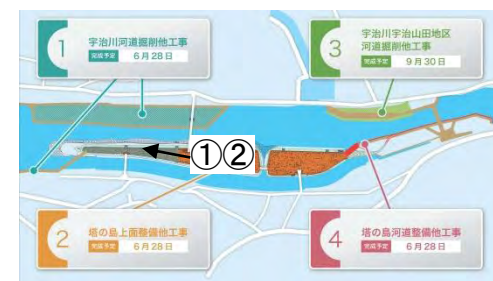 1
宇治川河道掘削他工事
完成予定 6月28日
3
宇治川宇治山田地区
河道掘削他工事
完成予定 9月30日
①②
2
塔の島上面整備他工事
完成予定 6月28日
4
塔の島河道整備他工事
完成予定 6月28日